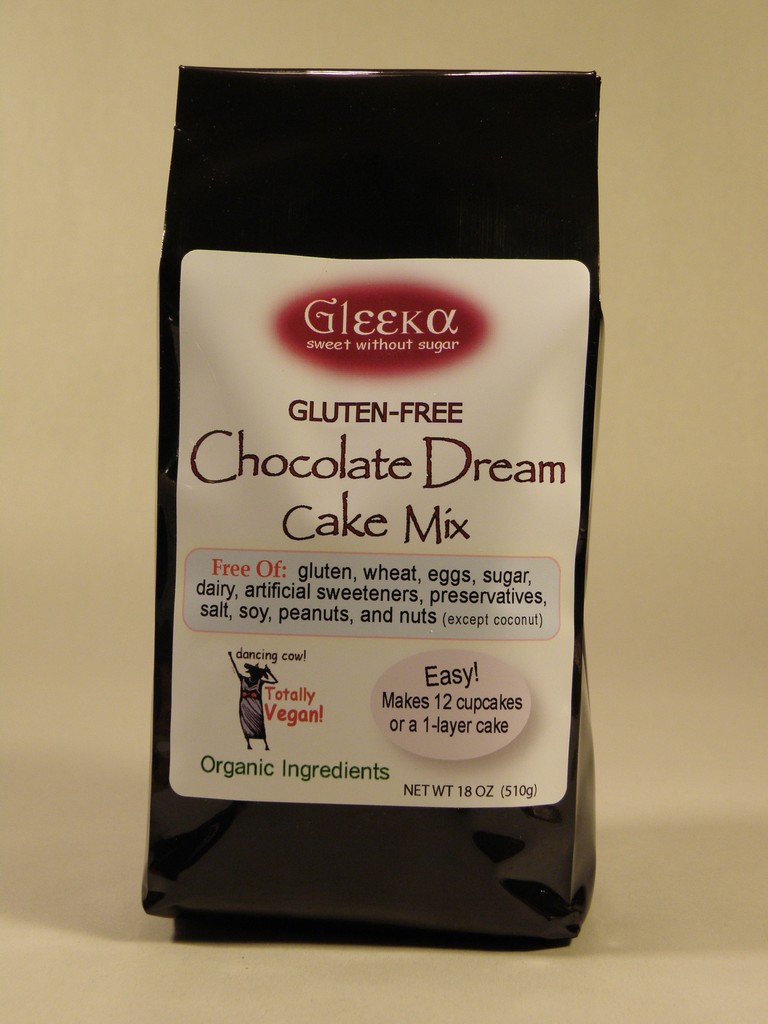 Gleeka
sweet without sugar
GLUTEN-FREE
Chocolate Dream
Cake Mix
Free Of: gluten, wheat, eggs, sugar,
dairy, artificial sweeteners, preservatives,
salt, soy, peanuts, and nuts (except coconut)
dancing cow!
Totally
Vegan!
Easy!
Makes 12 cupcakes
or a 1-layer cake
Organic Ingredients
NET WT 18 OZ (510g)